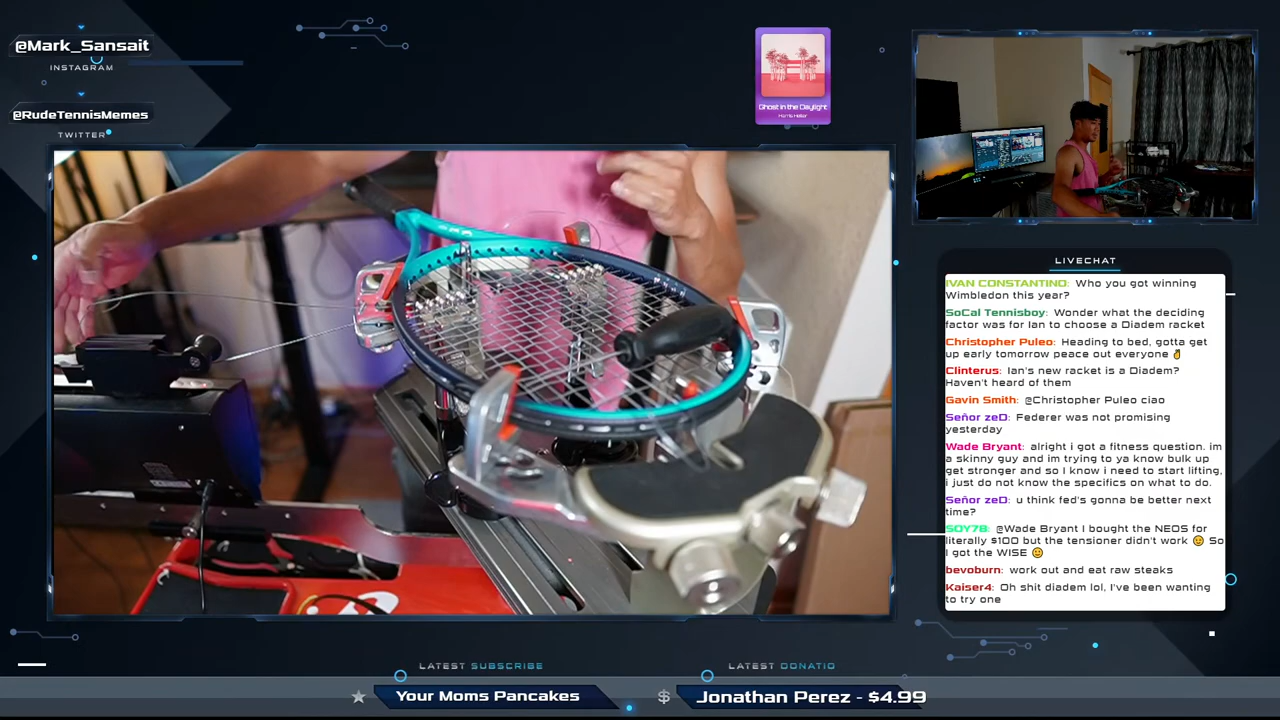 @Mark_Sansait
INSTAGRAM
@RudeTennisMemes
TWITTER
Ghost in the Daylight
LIVECHAT
IVAN CONSTANTINO: Who you got winning
Wimbledon this year?
SoCal Tennisboy: Wonder what the deciding
factor was for Ian to choose a Diadem racket
Christopher Puleo: Heading to bed, gotta get
up early tomorrow peace out everyone ✌
Clinterus: Ian's new racket is a Diadem?
Haven't heard of them
Gavin Smith: @Christopher Puleo ciao
Señor zeD: Federer was not promising
yesterday
Wade Bryant: alright i got a fitness question. im
a skinny guy and im trying to ya know bulk up
get stronger and so I know i need to start lifting,
i just do not know the specifics on what to do.
Señor zeD: u think fed's gonna be better next
time?
SOY78: @Wade Bryant I bought the NEOS for
literally $100 but the tensioner didn't work 😑 So
I got the WISE 😑
bevoburn: work out and eat raw steaks
Kaiser4: Oh shit diadem lol, I've been wanting
to try one
LATEST SUBSCRIBE
LATEST DONATIO
Your Moms Pancakes
$ Jonathan Perez - $4.99